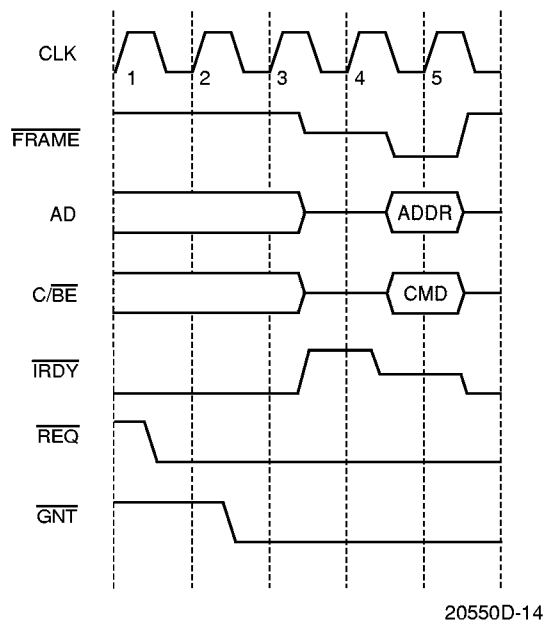 CLK
1 2 3 4 5
FRAME
AD
ADDR
C/BE
CMD
IRDY
REQ
GNT
20550D-14